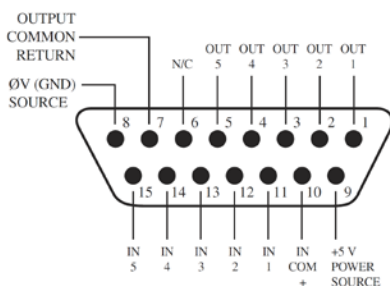 OUTPUT
COMMON
RETURN
ØV (GND)
SOURCE
N/C
OUT
5
OUT
4
OUT
3
OUT
2
OUT
1
8 7 6 5 4 3 2 1
15 14 13 12 11 10 9
IN
5
IN
4
IN
3
IN
2
IN
1
IN
COM
+
+5 V
POWER
SOURCE